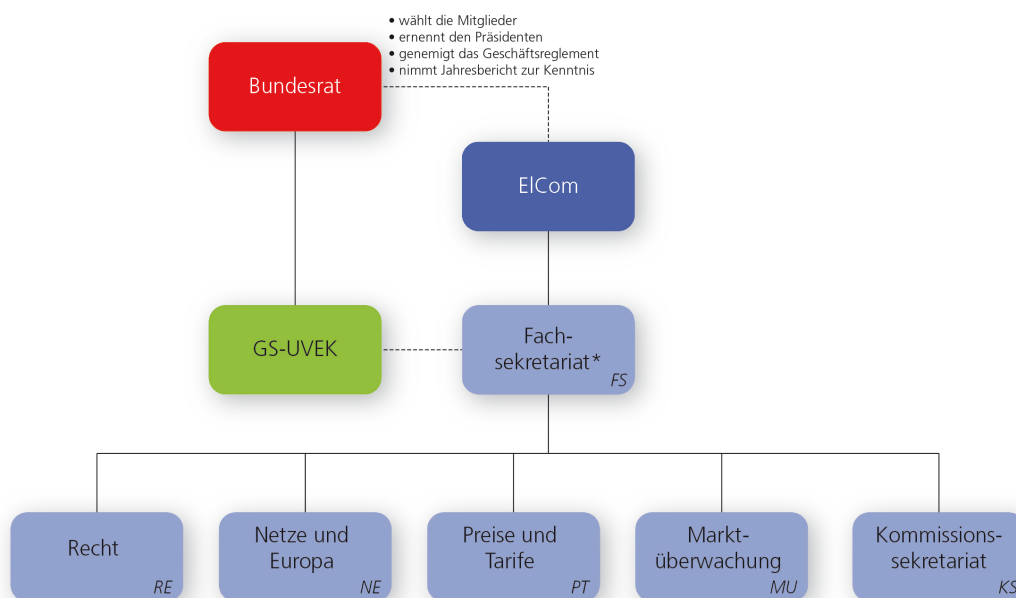 • wählt die Mitglieder
• ernennt den Präsidenten
• genemigt das Geschäftsreglement
• nimmt Jahresbericht zur Kenntnis
Bundesrat
ElCom
GS-UVEK
Fach-
sekretariat*
FS
Recht
RE
Netze und
Europa
NE
Preise und
Tarife
PT
Markt-
überwachung
MU
Kommissions-
sekretariat
KS